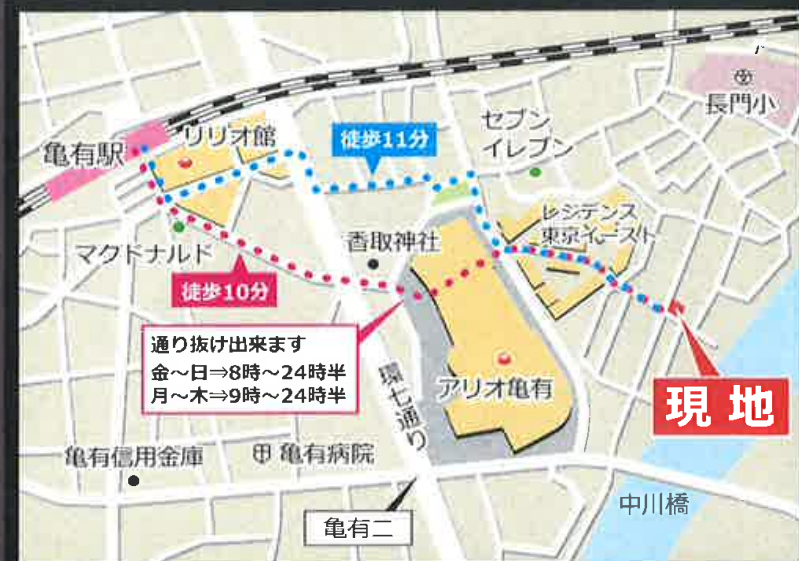 長門小
セブン
イレブン
徒歩11分
リリオ館
亀有駅
レジデンス
東京イースト
香取神社
マクドナルド
徒歩10分
通り抜け出来ます
金～日⇒8時～24時半
月～木⇒9時～24時半
環七通り
アリオ亀有
現地
亀有信用金庫
亀有病院
中川橋
亀有二